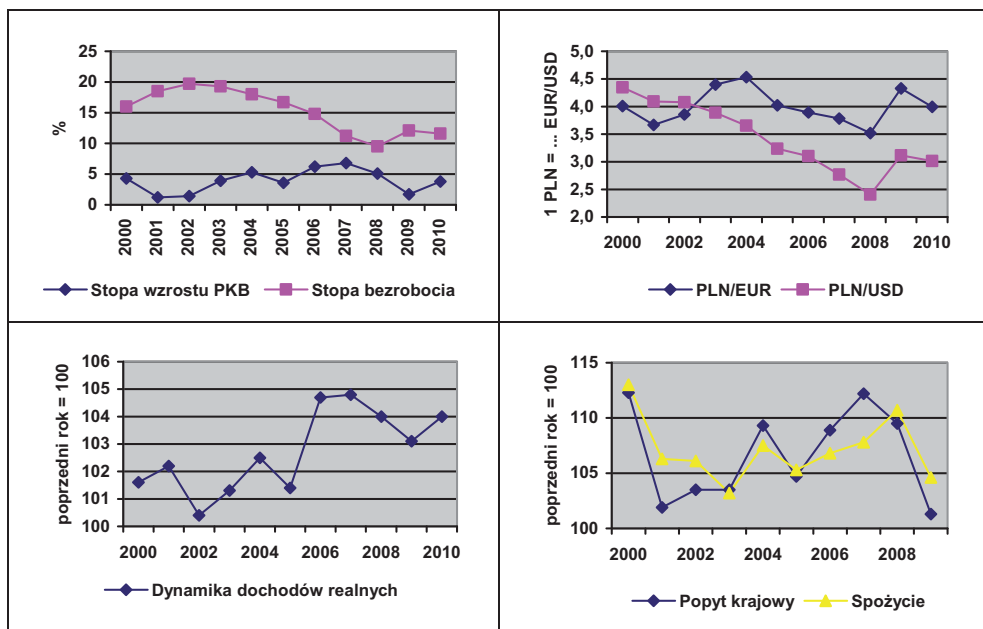 25
20
15
10
5
0
%
2000 2001 2002 2003 2004 2005 2006 2007 2008 2009 2010
Stopa wzrostu PKB Stopa bezrobocia
5,0
4,5
4,0
3,5
3,0
2,5
2,0
1 PLN = ... EUR/USD
2000 2002 2004 2006 2008 2010
PLN/EUR PLN/USD
106
105
104
103
102
101
100
poprzedni rok = 100
2000 2002 2004 2006 2008 2010
Dynamika dochodów realnych
115
110
105
100
poprzedni rok = 100
2000 2002 2004 2006 2008
Popyt krajowy Spożycie